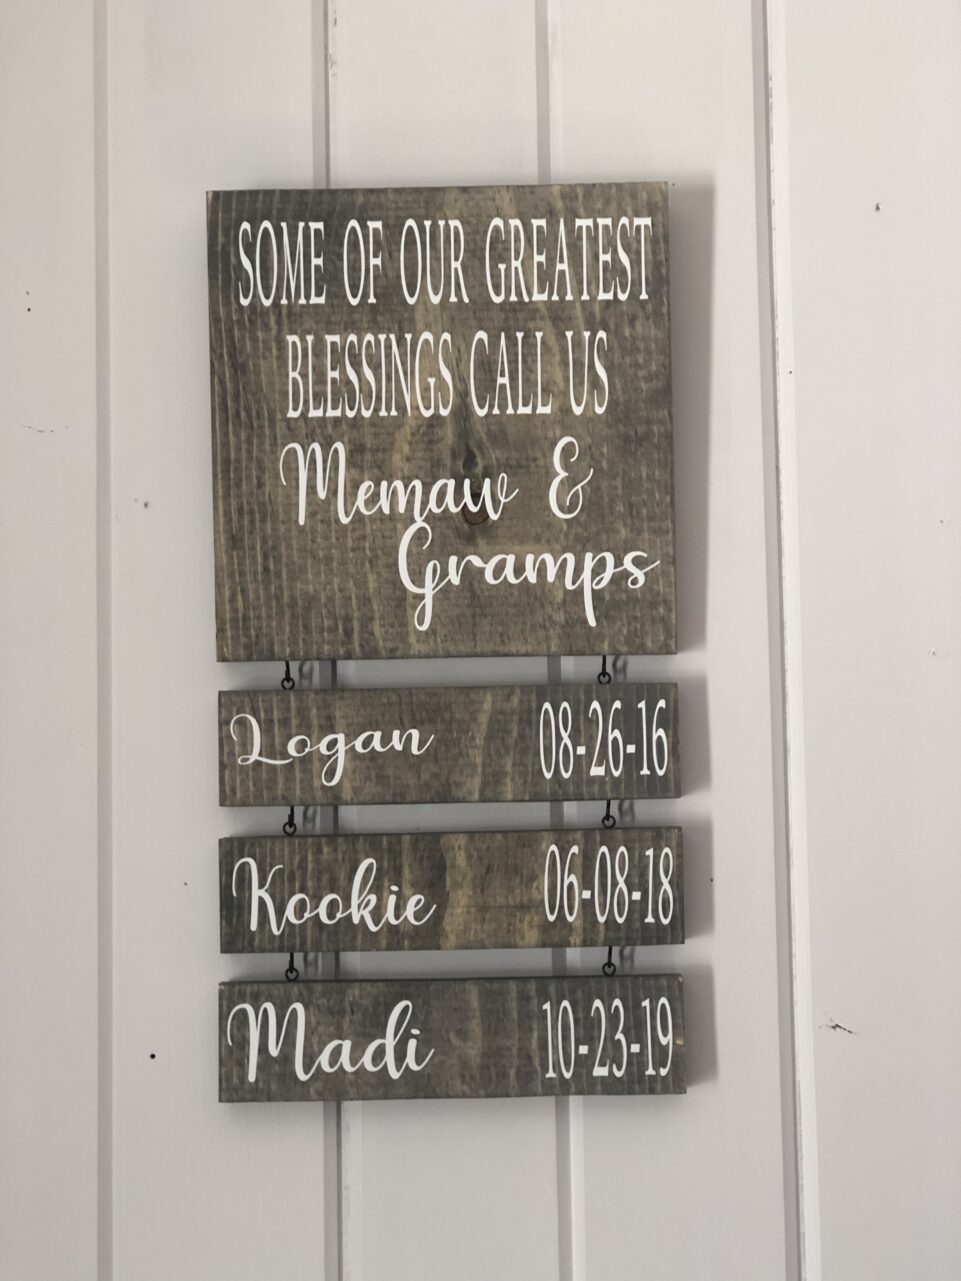 SOME OF OUR GREATEST
BLESSINGS CALL US
Memaw &
Gramps
Logan 08-26-16
Kookie 06-08-18
Madi 10-23-19